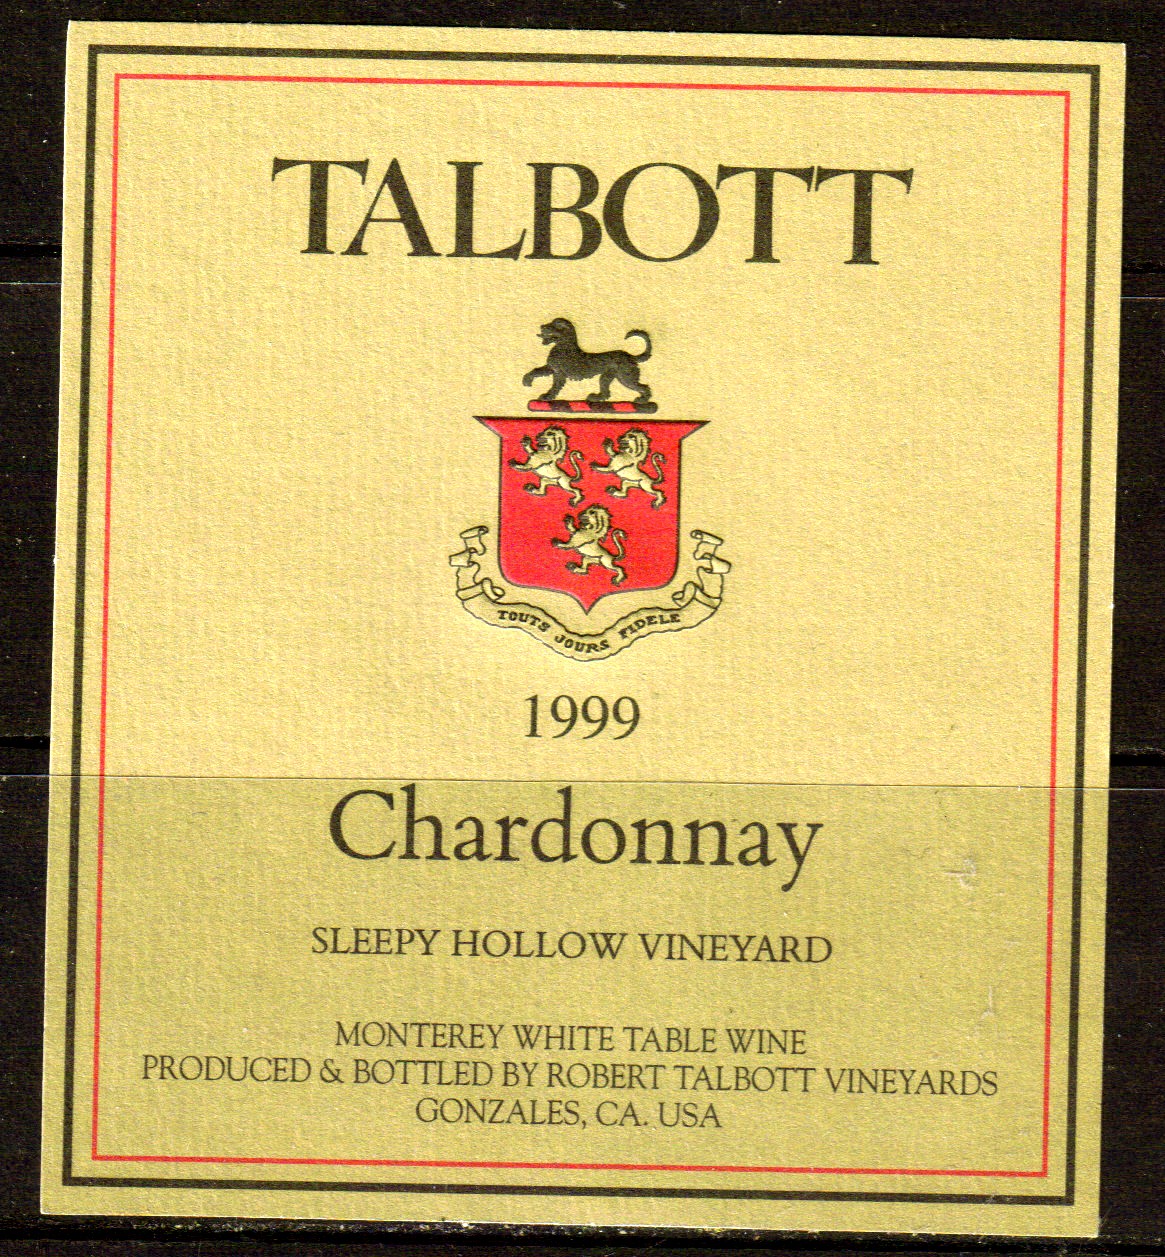 TALBOTT
TOUTS JOURS FIDELE
1999
Chardonnay
SLEEPY HOLLOW VINEYARD
MONTEREY WHITE TABLE WINE
PRODUCED & BOTTLED BY ROBERT TALBOTT VINEYARDS
GONZALES, CA. USA